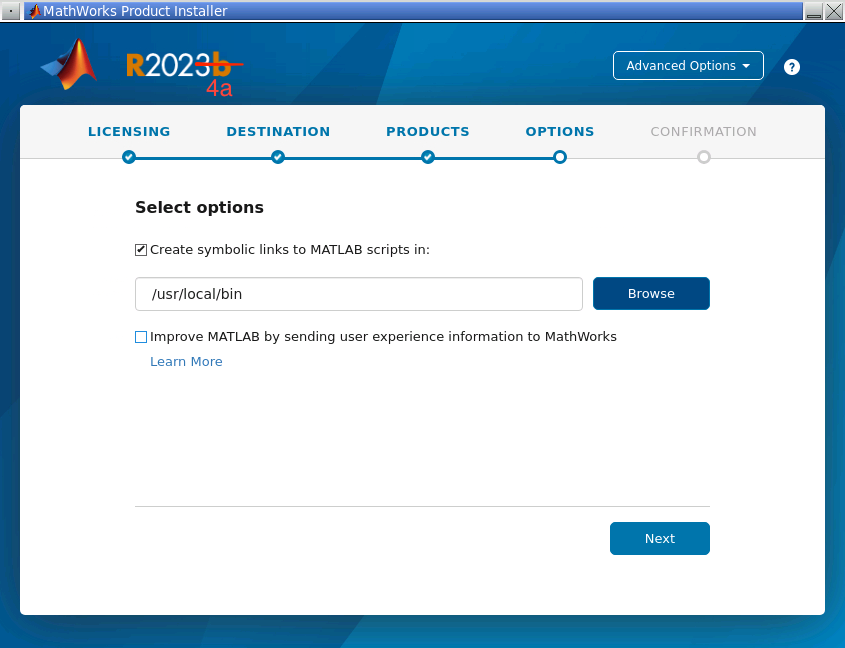 MathWorks Product Installer
R2023b
4a
Advanced Options
?
LICENSING DESTINATION PRODUCTS OPTIONS CONFIRMATION
Select options
Create symbolic links to MATLAB scripts in:
/usr/local/bin
Browse
Improve MATLAB by sending user experience information to MathWorks
Learn More
Next